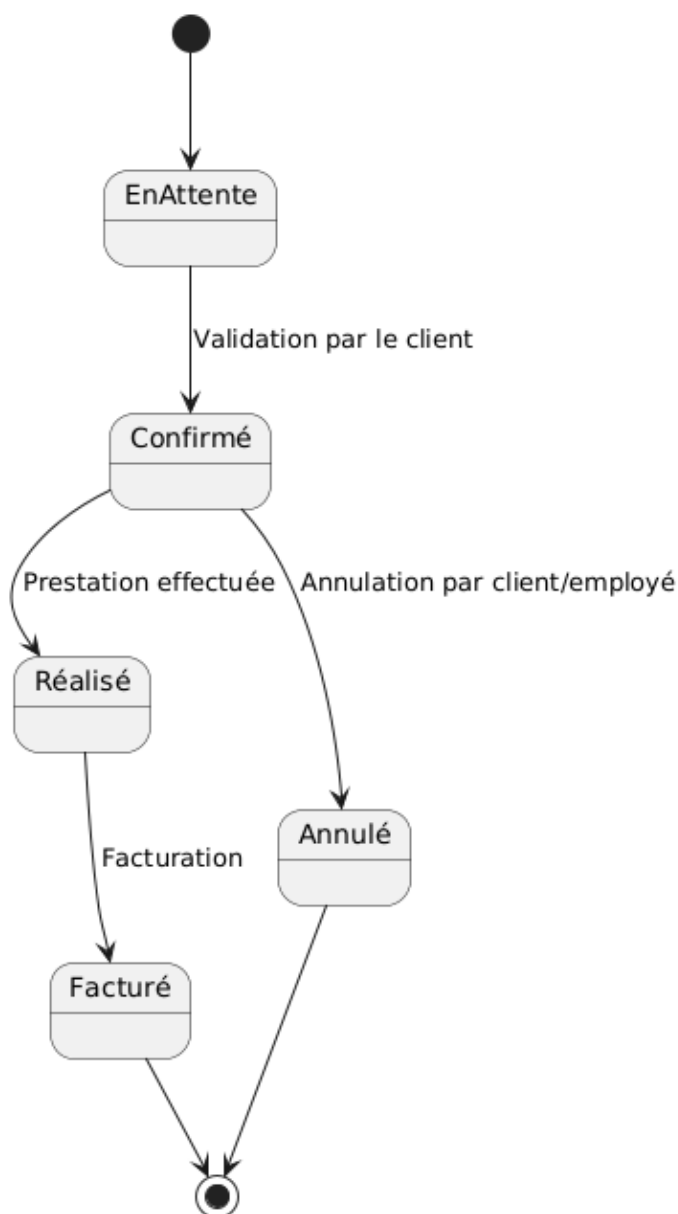 EnAttente
Validation par le client
Confirmé
Prestation effectuée
Annulation par client/employé
Réalisé
Annulé
Facturation
Facturé